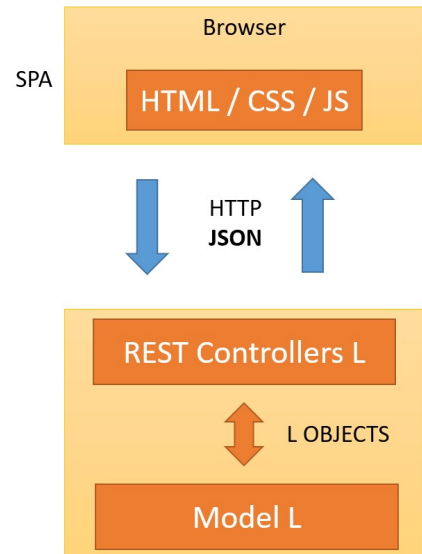 Browser
SPA
HTML / CSS / JS
HTTP
JSON
REST Controllers L
L OBJECTS
Model L